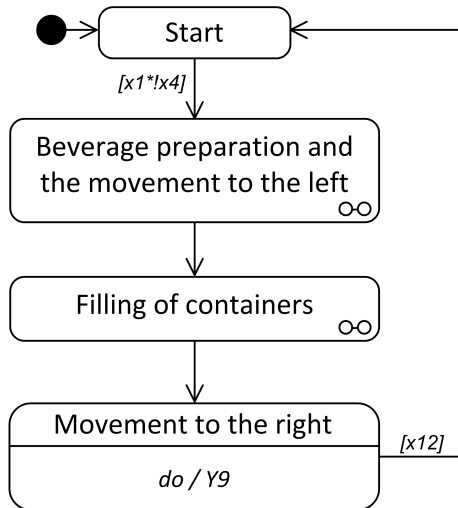 Start
[x1*!x4]
Beverage preparation and
the movement to the left
Filling of containers
Movement to the right
[x12]
do / Y9